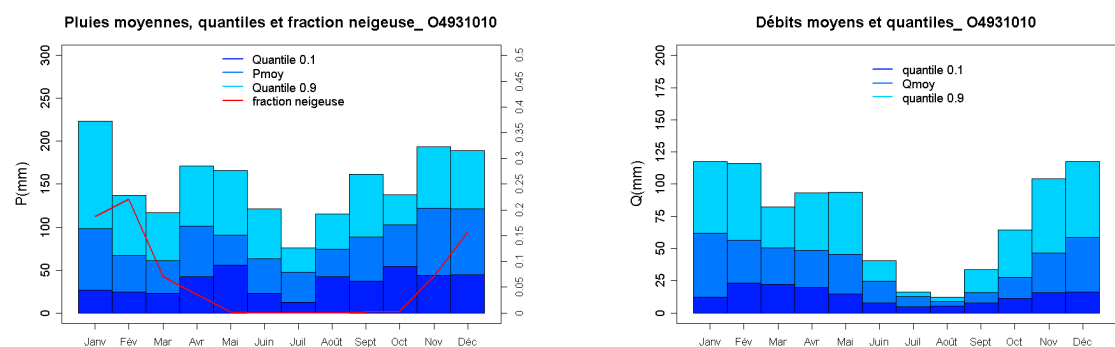 Pluies moyennes, quantiles et fraction neigeuse_ O4931010
P(mm)
300
250
200
150
100
50
0
Quantile 0.1
Pmoy
Quantile 0.9
fraction neigeuse
0.5
0.45
0.4
0.35
0.3
0.25
0.2
0.15
0.1
0.05
0
Janv Fév Mar Avr Mai Juin Juil Août Sept Oct Nov Déc
Débits moyens et quantiles_ O4931010
Q(mm)
200
175
150
125
100
75
50
25
0
quantile 0.1
Qmoy
quantile 0.9
Janv Fév Mar Avr Mai Juin Juil Août Sept Oct Nov Déc